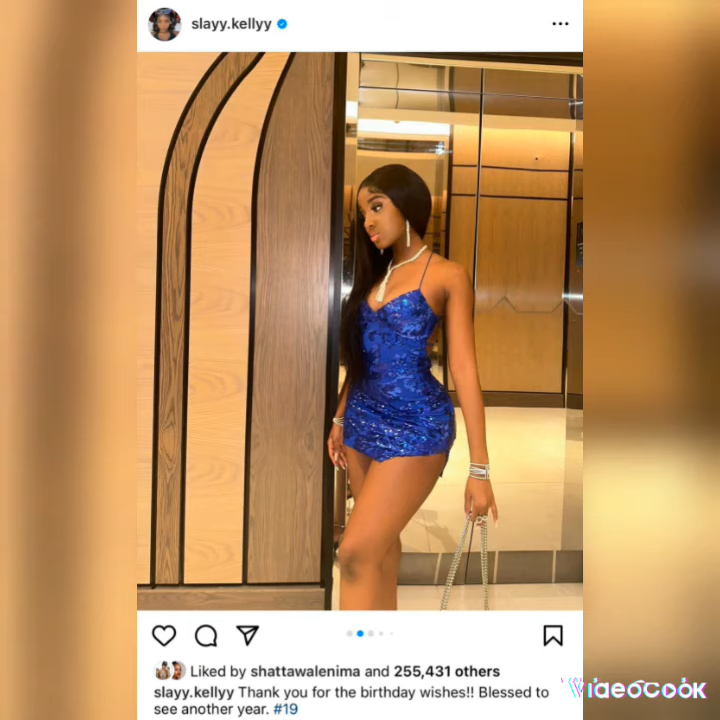 slayy.kellyy
Liked by shattawalenima and 255,431 others
slayy.kellyy Thank you for the birthday wishes!! Blessed to
see another year. #19
VideoCook